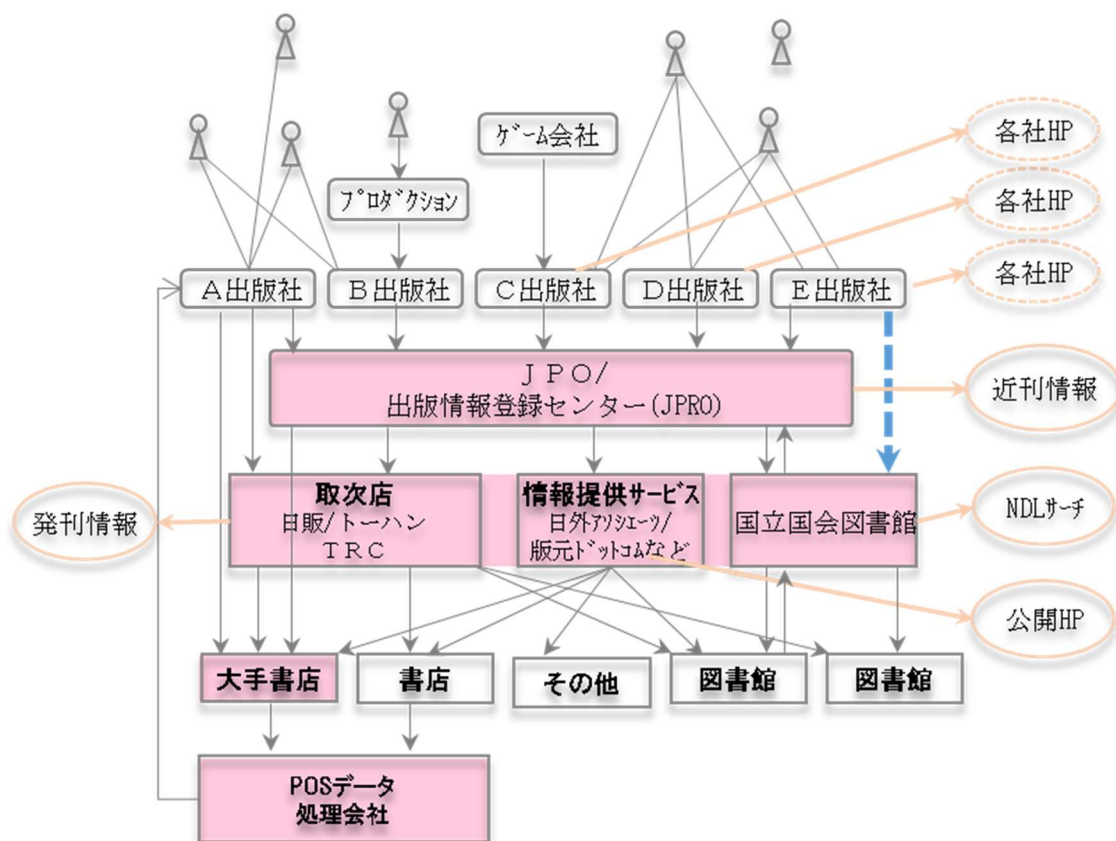 ｹﾞｰﾑ会社
各社HP
ﾌﾟﾛﾀﾞｸｼｮﾝ
各社HP
Ａ出版社
Ｂ出版社
Ｃ出版社
Ｄ出版社
Ｅ出版社
各社HP
ＪＰＯ/
出版情報登録センター(JPRO)
近刊情報
発刊情報
取次店
日販/トーハン
ＴＲＣ
情報提供サービス
日外ｱｿｼｴｰﾂ/
版元ﾄﾞｯﾄｺﾑなど
国立国会図書館
NDLｻｰﾁ
公開HP
大手書店
書店
その他
図書館
図書館
POSデータ
処理会社